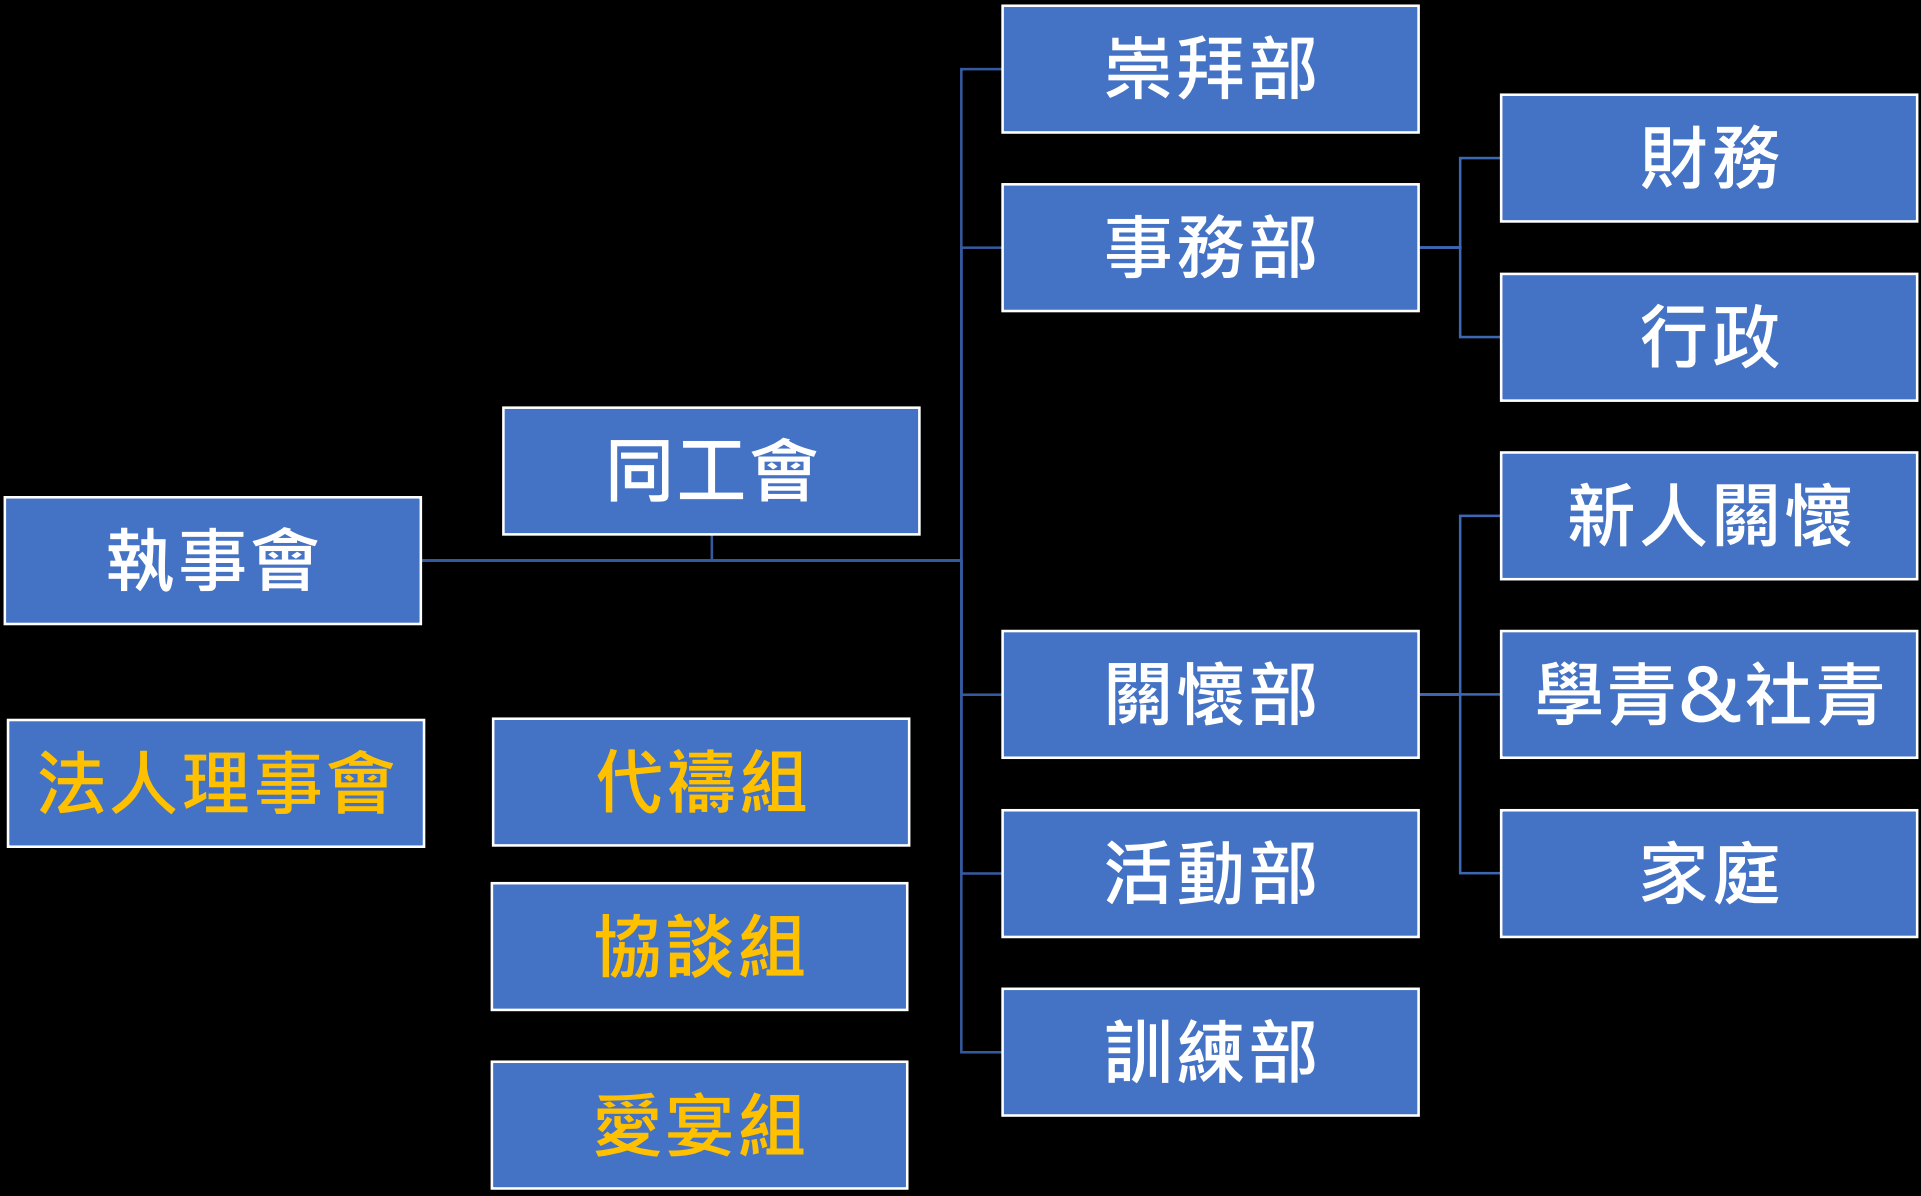 崇拜部
財務
事務部
行政
同工會
新人關懷
執事會
關懷部
學青&社青
法人理事會
代禱組
活動部
家庭
協談組
訓練部
愛宴組